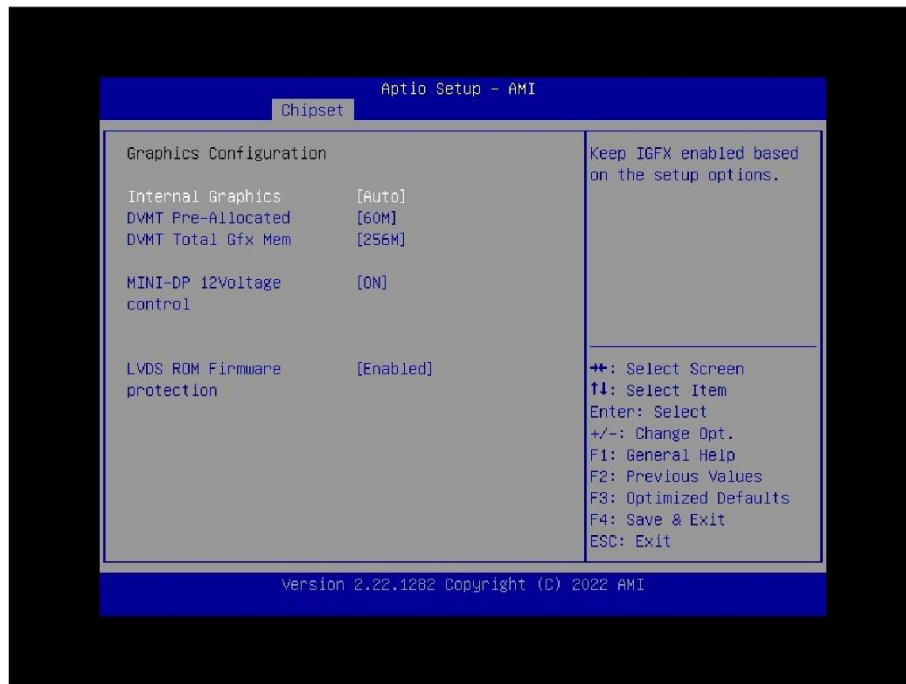 Aptio Setup - AMI
Chipset
Graphics Configuration
Internal Graphics [Auto]
DVMT Pre-Allocated [60M]
DVMT Total Gfx Mem [256M]
MINI-DP 12Voltage [ON]
control
LVDS ROM Firmware [Enabled]
protection
Keep IGFX enabled based
on the setup options.
→←: Select Screen
↑↓: Select Item
Enter: Select
+/-: Change Opt.
F1: General Help
F2: Previous Values
F3: Optimized Defaults
F4: Save & Exit
ESC: Exit
Version 2.22.1282 Copyright (C) 2022 AMI